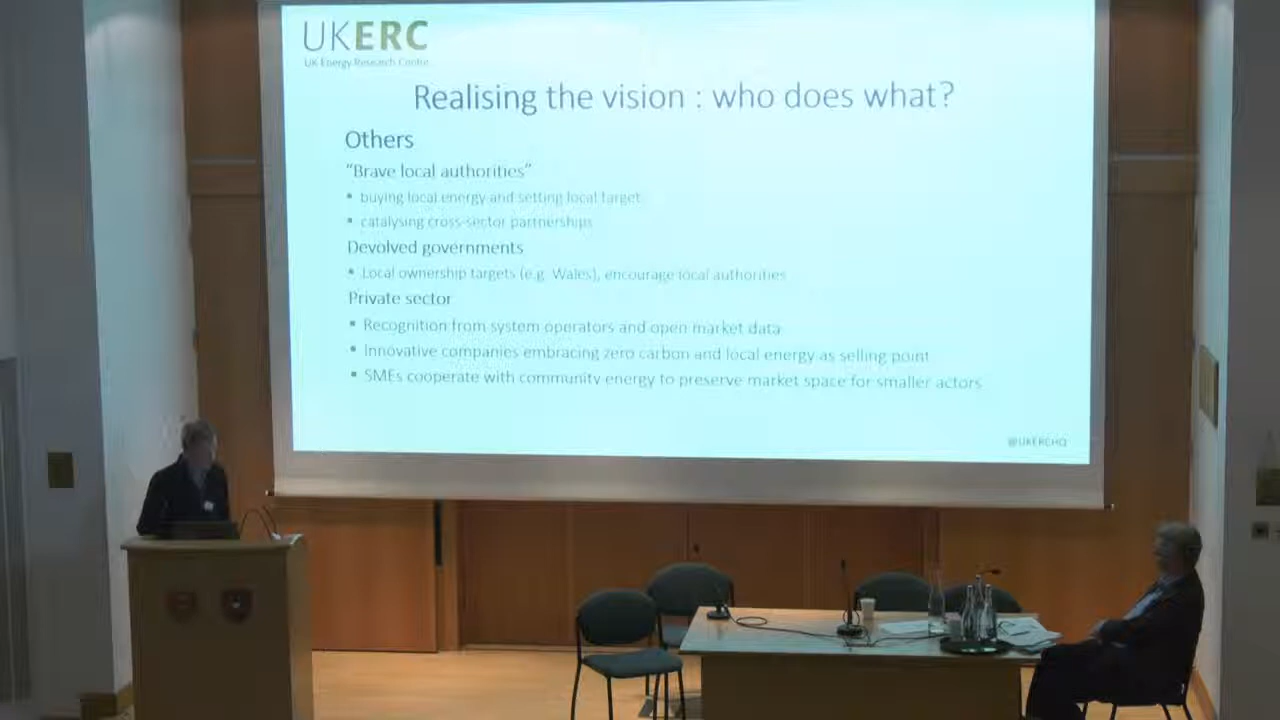 UKERC
UK Energy Research Centre
Realising the vision : who does what?
Others
"Brave local authorities"
▪ buying local energy and setting local target
▪ catalysing cross-sector partnerships
Devolved governments
▪ Local ownership targets (e.g. Wales), encourage local authorities
Private sector
▪ Recognition from system operators and open market data
▪ Innovative companies embracing zero carbon and local energy as selling point
▪ SMEs cooperate with community energy to preserve market space for smaller actors
@UKERCHQ